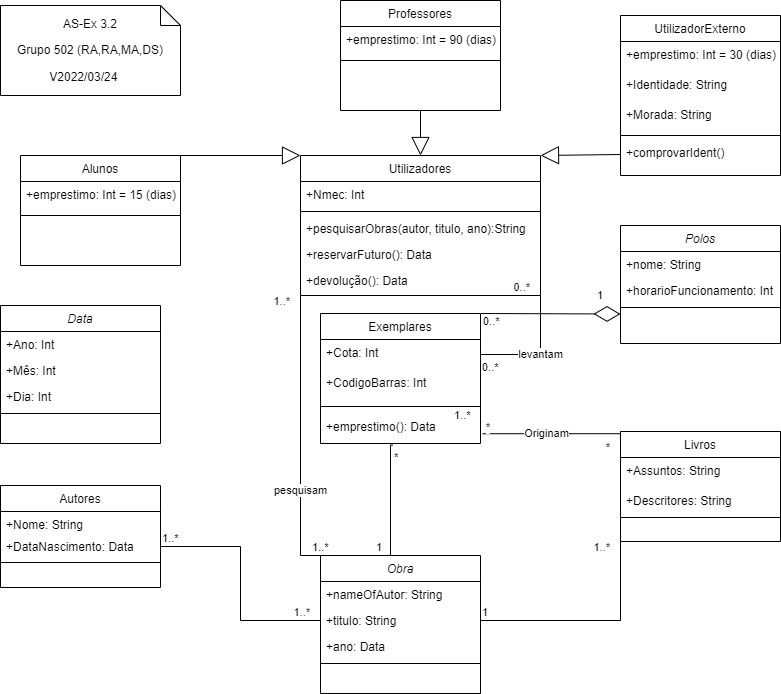 AS-Ex 3.2
Grupo 502 (RA,RA,MA,DS)
V2022/03/24
Professores
+emprestimo: Int = 90 (dias)
UtilizadorExterno
+emprestimo: Int = 30 (dias)
+Identidade: String
+Morada: String
+comprovarIdent()
Alunos
+emprestimo: Int = 15 (dias)
Utilizadores
+Nmec: Int
+pesquisarObras(autor, titulo, ano):String
+reservarFuturo(): Data
+devolução(): Data
0..*
1..*
Polos
+nome: String
+horarioFuncionamento: Int
1
0..*
Data
+Ano: Int
+Mês: Int
+Dia: Int
Exemplares
+Cota: Int
+CodigoBarras: Int
1..*
+emprestimo(): Data
levantam
0..*
*
Originam
*
*
Livros
+Assuntos: String
+Descritores: String
1..*
pesquisam
1..*
1
Autores
+Nome: String
+DataNascimento: Data
1..*
1..*
Obra
+nameOfAutor: String
+titulo: String
+ano: Data
1